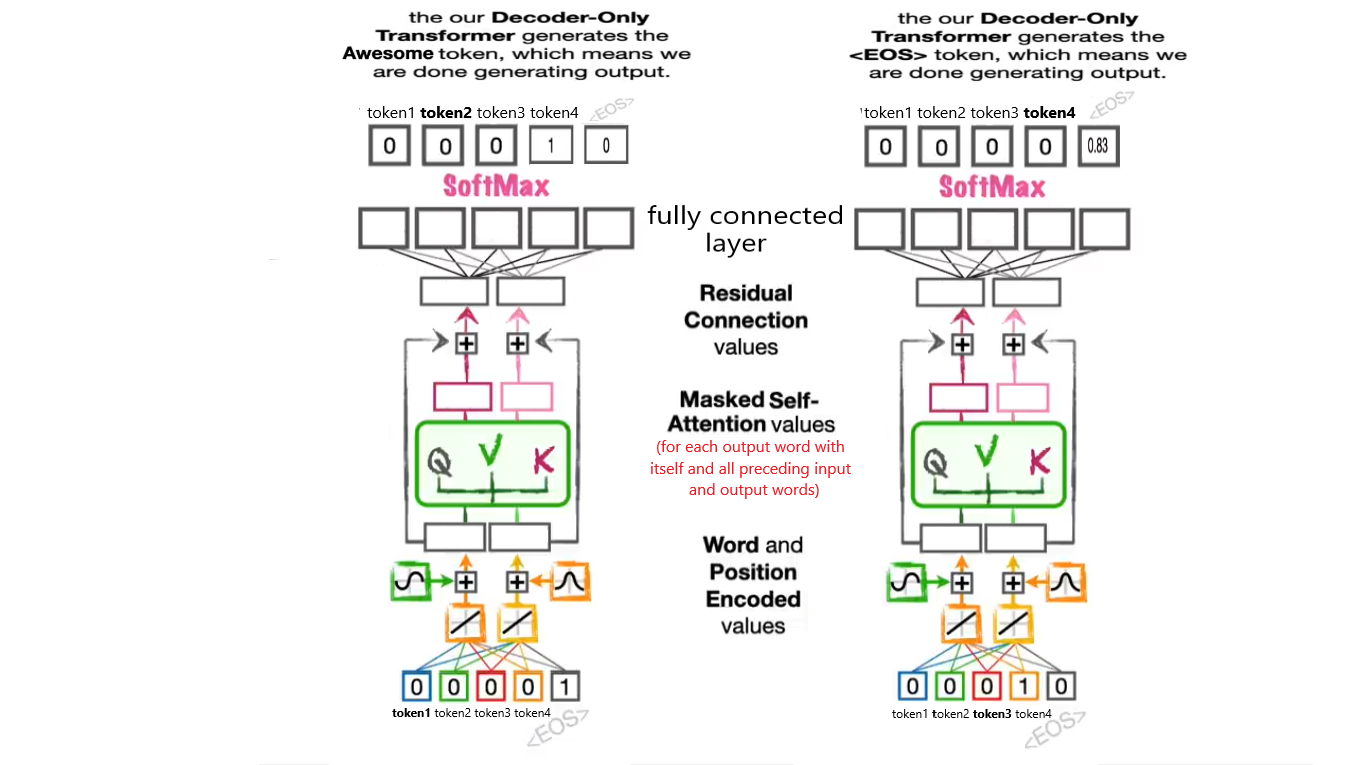 the our Decoder-Only
Transformer generates the
Awesome token, which means we
are done generating output.
token1 token2 token3 token4 <EOS>
0 0 0 1 0
SoftMax
the our Decoder-Only
Transformer generates the
<EOS> token, which means we
are done generating output.
token1 token2 token3 token4 <EOS>
0 0 0 0 0.83
SoftMax
fully connected
layer
Residual
Connection
values
+ +
+ +
Masked Self-
Attention values
(for each output word with
itself and all preceding input
and output words)
Q V K
Q V K
Word and
Position
Encoded
values
+ +
+ +
0 0 0 0 1
token1 token2 token3 token4
<EOS>
0 0 0 1 0
token1 token2 token3 token4
<EOS>